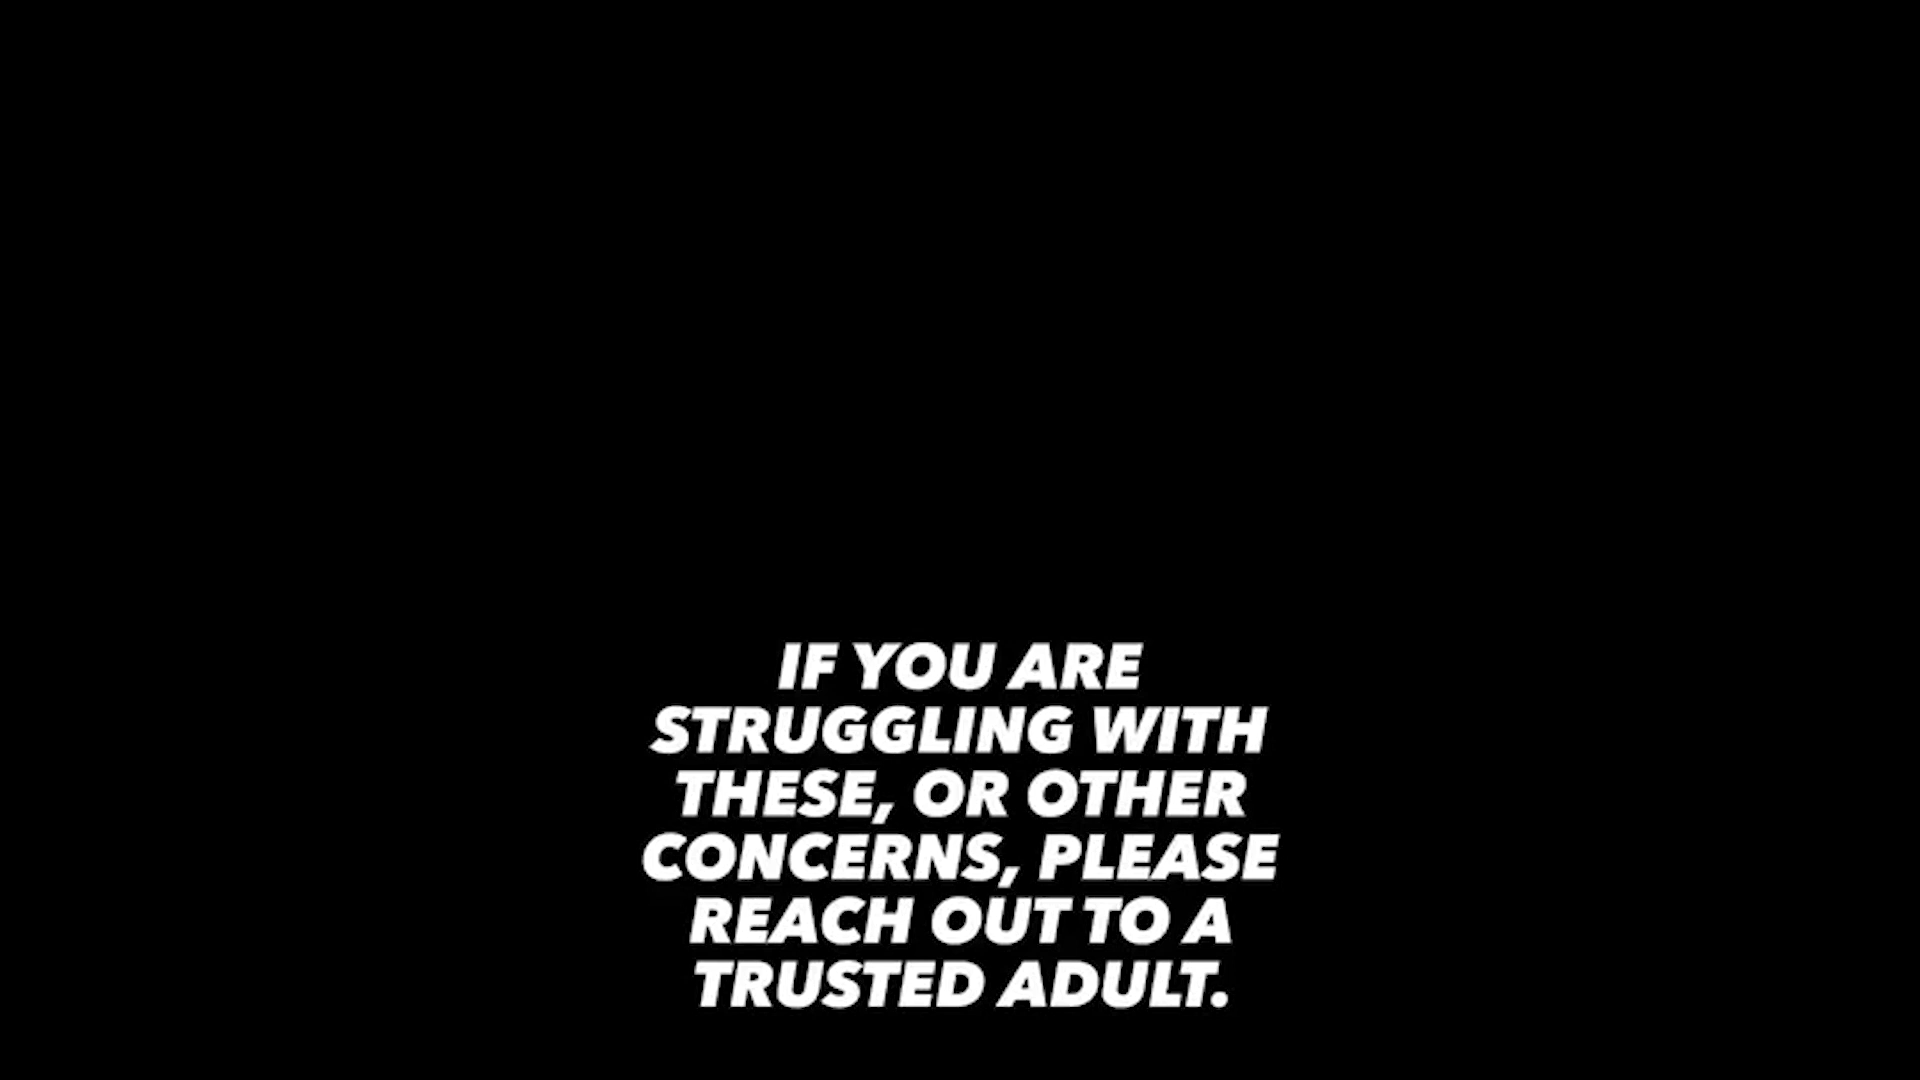 IF YOU ARE
STRUGGLING WITH
THESE, OR OTHER
CONCERNS, PLEASE
REACH OUT TO A
TRUSTED ADULT.